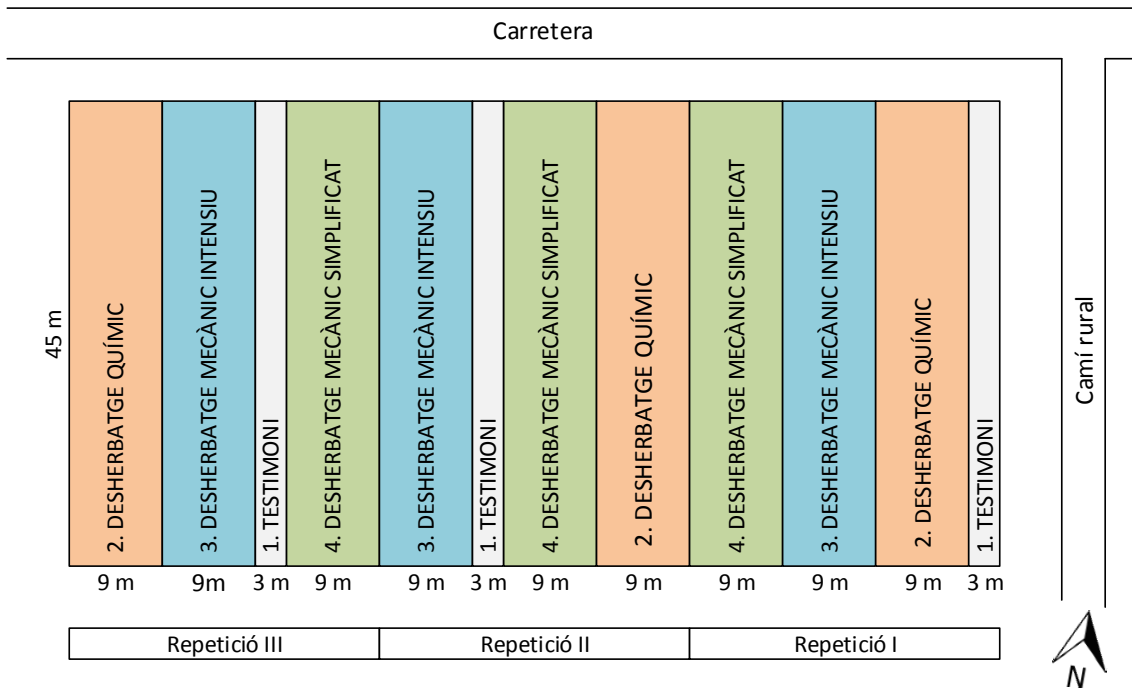 Carretera
45 m
2. DESHERBATGE QUÍMIC
3. DESHERBATGE MECÀNIC INTENSIU
1. TESTIMONI
4. DESHERBATGE MECÀNIC SIMPLIFICAT
3. DESHERBATGE MECÀNIC INTENSIU
1. TESTIMONI
4. DESHERBATGE MECÀNIC SIMPLIFICAT
2. DESHERBATGE QUÍMIC
4. DESHERBATGE MECÀNIC SIMPLIFICAT
3. DESHERBATGE MECÀNIC INTENSIU
2. DESHERBATGE QUÍMIC
1. TESTIMONI
Camí rural
9 m 9m 3 m 9 m 9 m 3 m 9 m 9 m 9 m 9 m 9 m 3 m
Repetició III Repetició II Repetició I
N